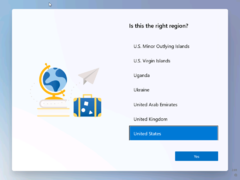 Is this the right region?
U.S. Minor Outlying Islands
U.S. Virgin Islands
Uganda
Ukraine
United Arab Emirates
United Kingdom
United States
Yes